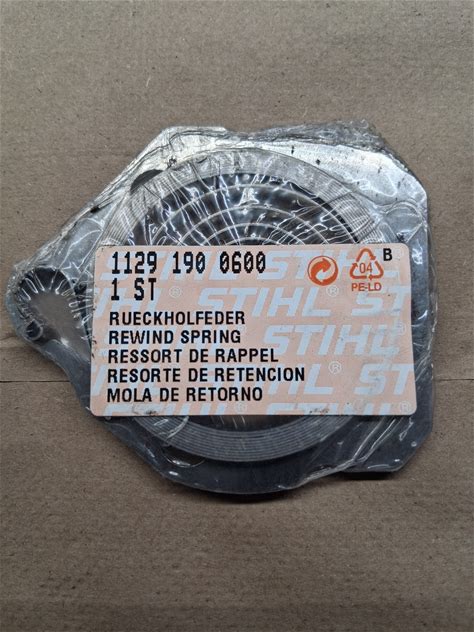 1129 190 0600
1 ST
B
04
PE-LD
RUECKHOLFEDER
REWIND SPRING
RESSORT DE RAPPEL
RESORTE DE RETENCION
MOLA DE RETORNO
STIHL®